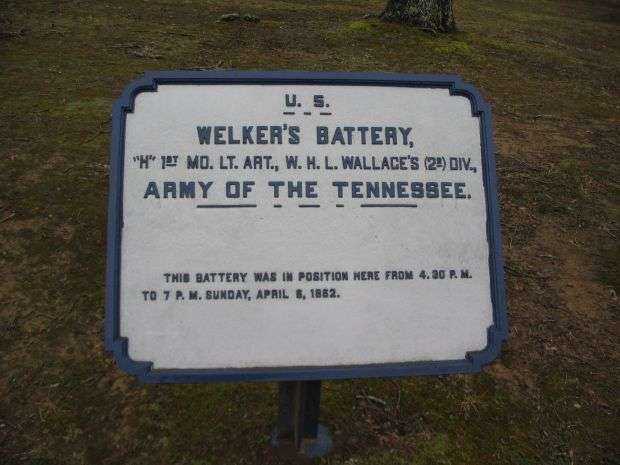 U. S.
WELKER'S BATTERY,
"H" 1ST MO. LT. ART., W. H. L. WALLACE'S (2D) DIV.,
ARMY OF THE TENNESSEE.
THIS BATTERY WAS IN POSITION HERE FROM 4.30 P. M.
TO 7 P. M. SUNDAY, APRIL 6, 1862.